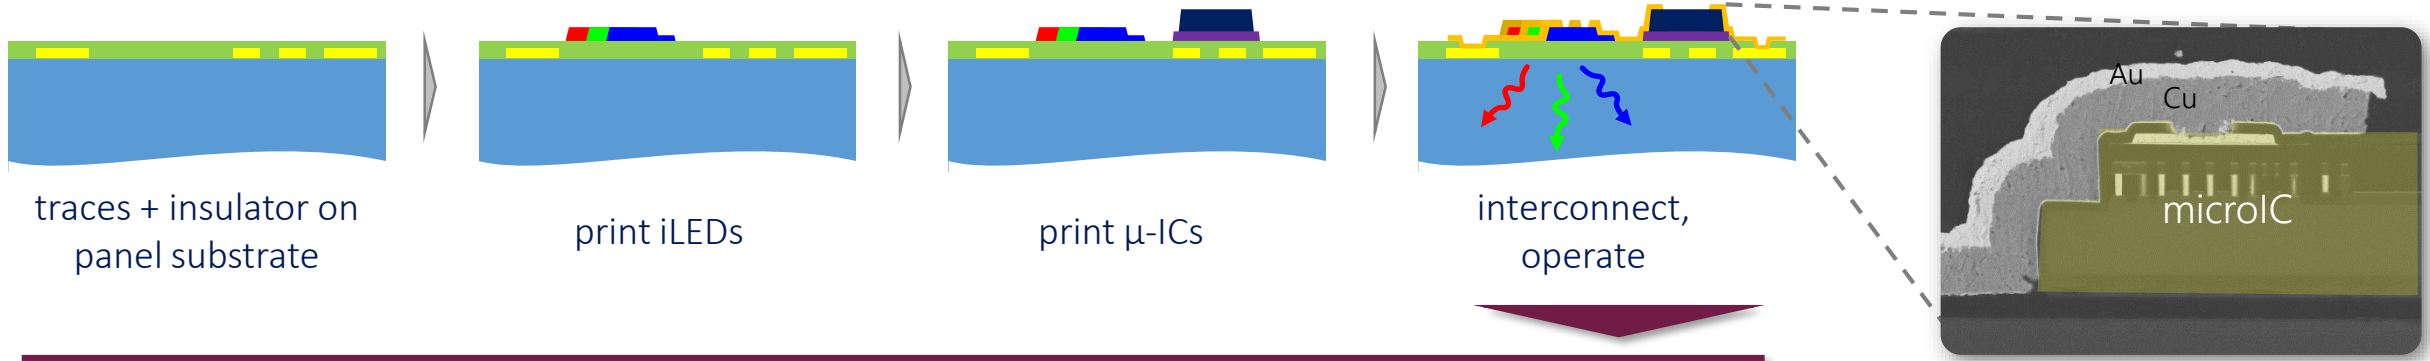 traces + insulator on
panel substrate
print iLEDs
print µ-ICs
interconnect,
operate
Au
Cu
microIC